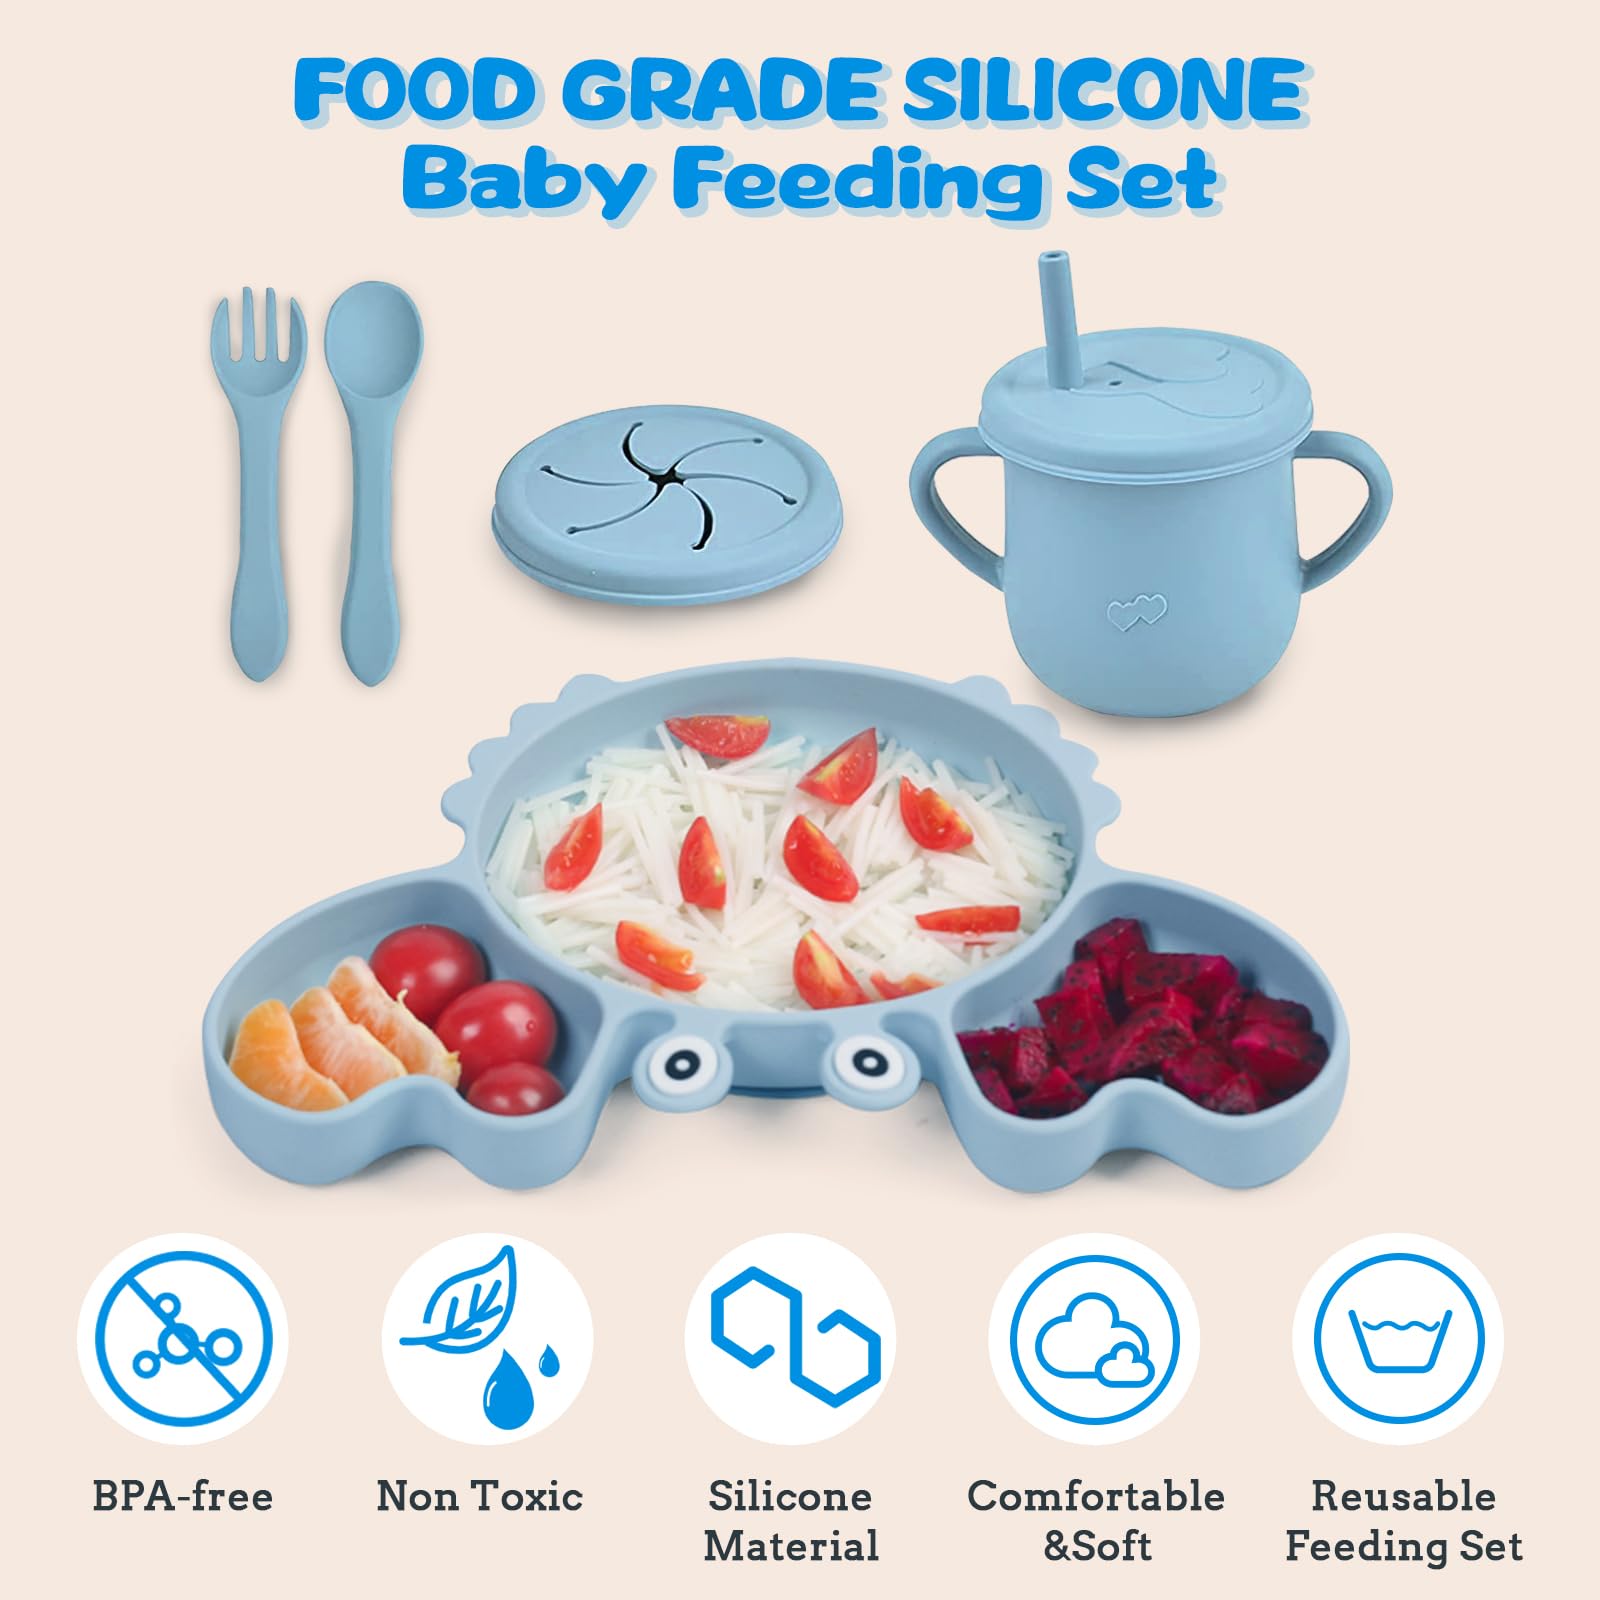 FOOD GRADE SILICONE
Baby Feeding Set
BPA-free
Non Toxic
Silicone
Material
Comfortable
&Soft
Reusable
Feeding Set